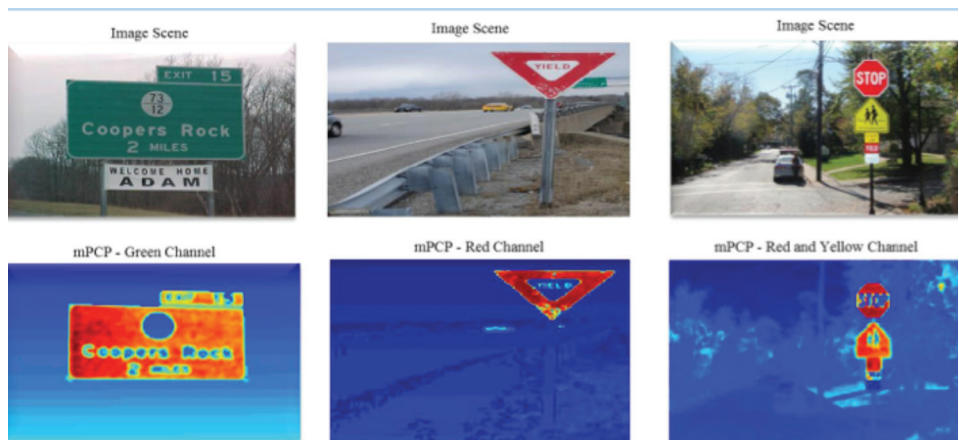 Image Scene
Image Scene
Image Scene
EXIT 15
73
12
Coopers Rock
2 MILES
WELCOME HOME
ADAM
YIELD
STOP
mPCP - Green Channel
mPCP - Red Channel
mPCP - Red and Yellow Channel
Coopers Rock
2 MILES
YIELD
STOP